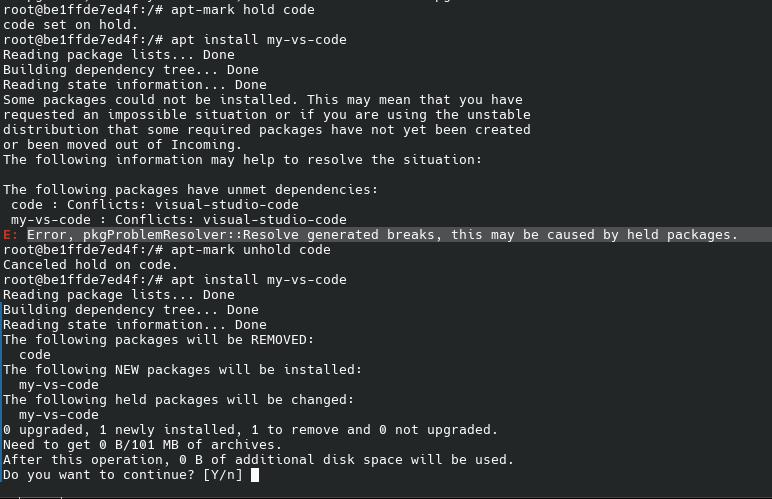 root@be1ffde7ed4f:/# apt-mark hold code
code set on hold.
root@be1ffde7ed4f:/# apt install my-vs-code
Reading package lists... Done
Building dependency tree... Done
Reading state information... Done
Some packages could not be installed. This may mean that you have
requested an impossible situation or if you are using the unstable
distribution that some required packages have not yet been created
or been moved out of Incoming.
The following information may help to resolve the situation:

The following packages have unmet dependencies:
 code : Conflicts: visual-studio-code
 my-vs-code : Conflicts: visual-studio-code
E: Error, pkgProblemResolver::Resolve generated breaks, this may be caused by held packages.
root@be1ffde7ed4f:/# apt-mark unhold code
Canceled hold on code.
root@be1ffde7ed4f:/# apt install my-vs-code
Reading package lists... Done
Building dependency tree... Done
Reading state information... Done
The following packages will be REMOVED:
  code
The following NEW packages will be installed:
  my-vs-code
The following held packages will be changed:
  my-vs-code
0 upgraded, 1 newly installed, 1 to remove and 0 not upgraded.
Need to get 0 B/101 MB of archives.
After this operation, 0 B of additional disk space will be used.
Do you want to continue? [Y/n]